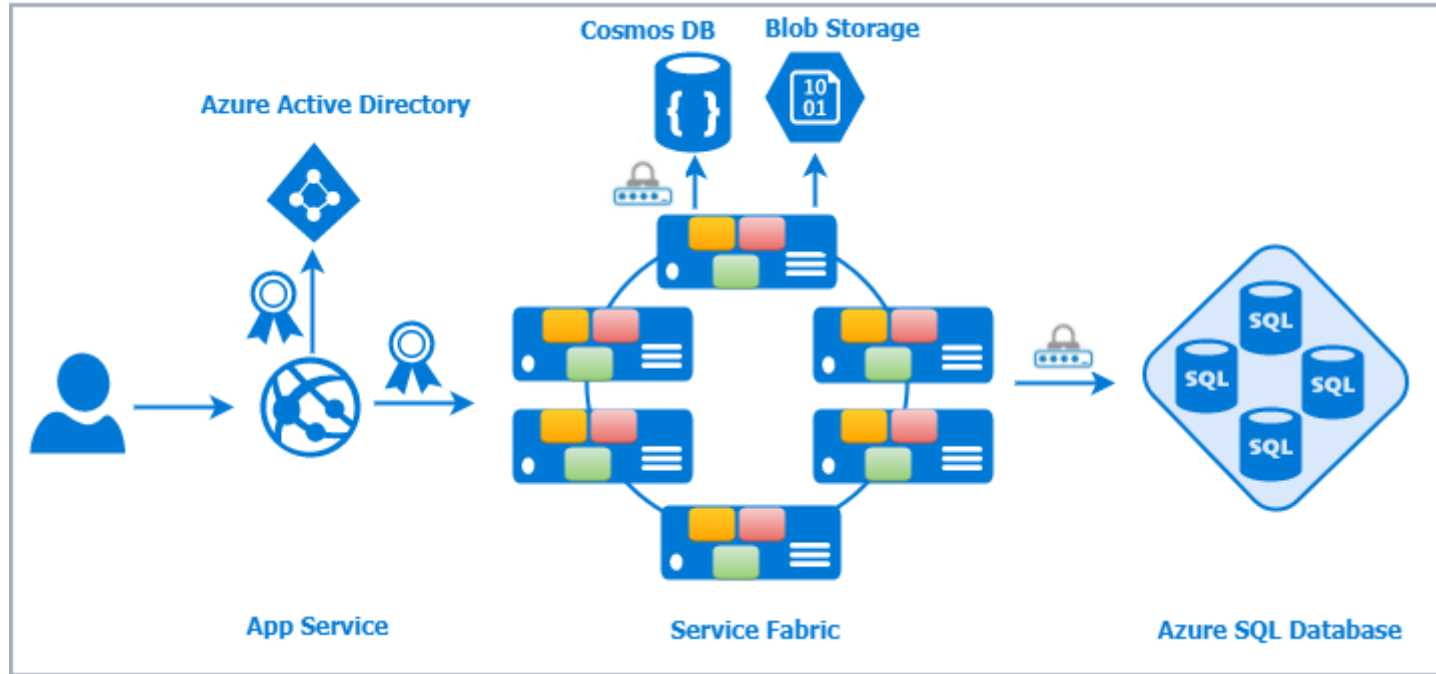 Cosmos DB
Blob Storage
10
01
Azure Active Directory
SQL
SQL
SQL
SQL
App Service
Service Fabric
Azure SQL Database